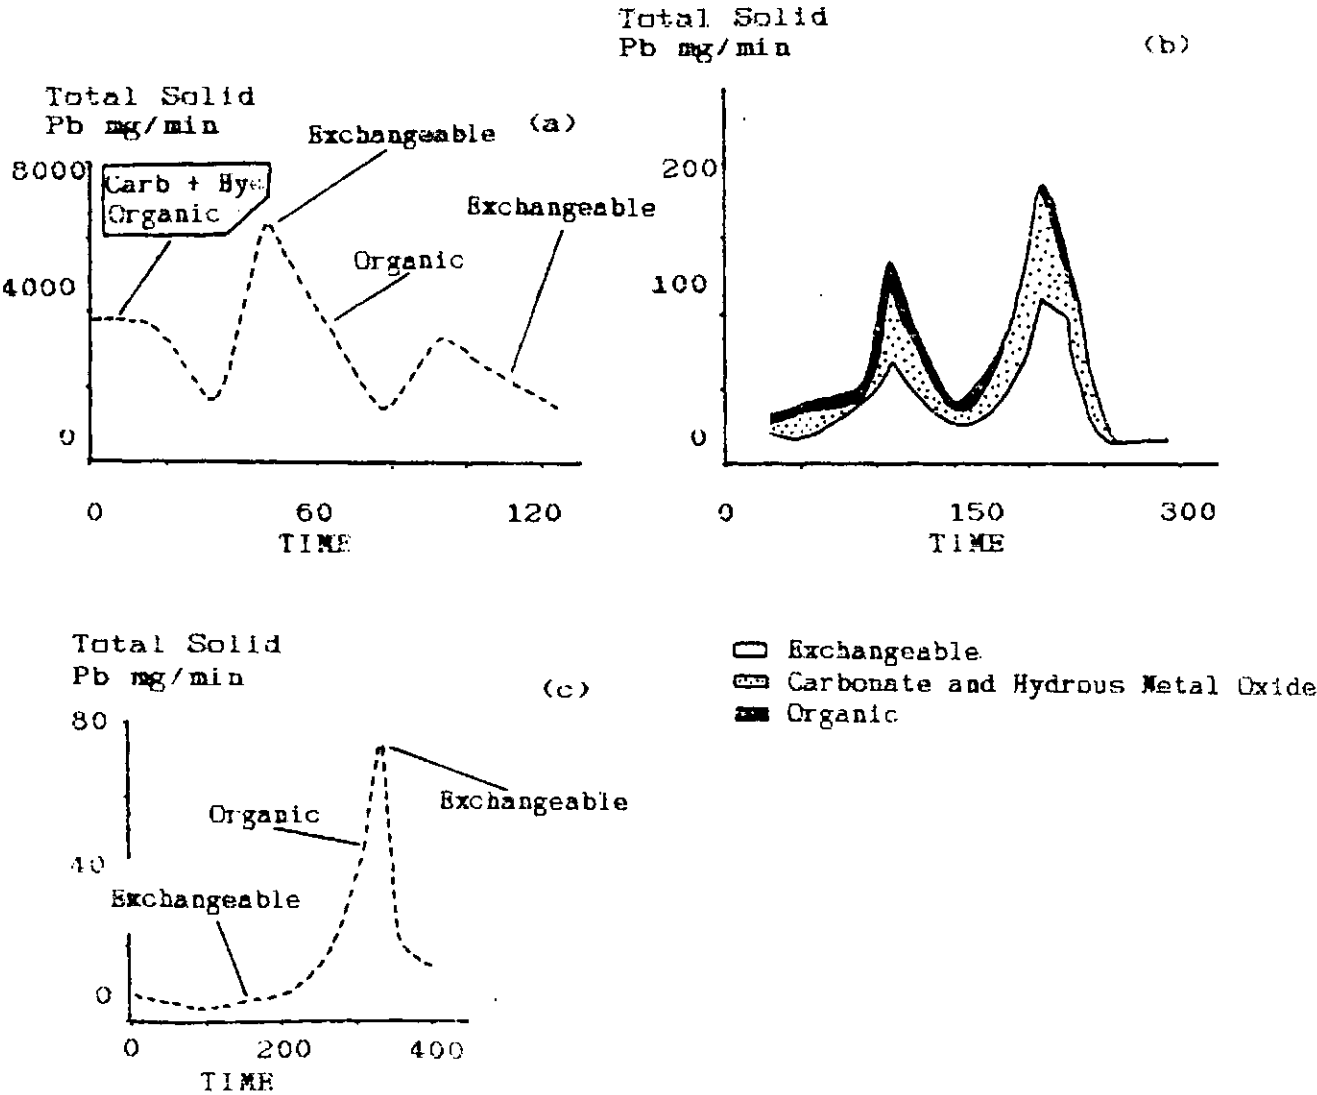 Total Solid
Pb mg/min
(a)
8000
4000
0
Carb + Hy
Organic
Exchangeable
Organic
Exchangeable
0 60 120
TIME
Total Solid
Pb mg/min
(b)
200
100
0
0 150 300
TIME
Total Solid
Pb mg/min
(c)
80
40
0
Organic
Exchangeable
Exchangeable
0 200 400
TIME
Exchangeable
Carbonate and Hydrous Metal Oxide
Organic